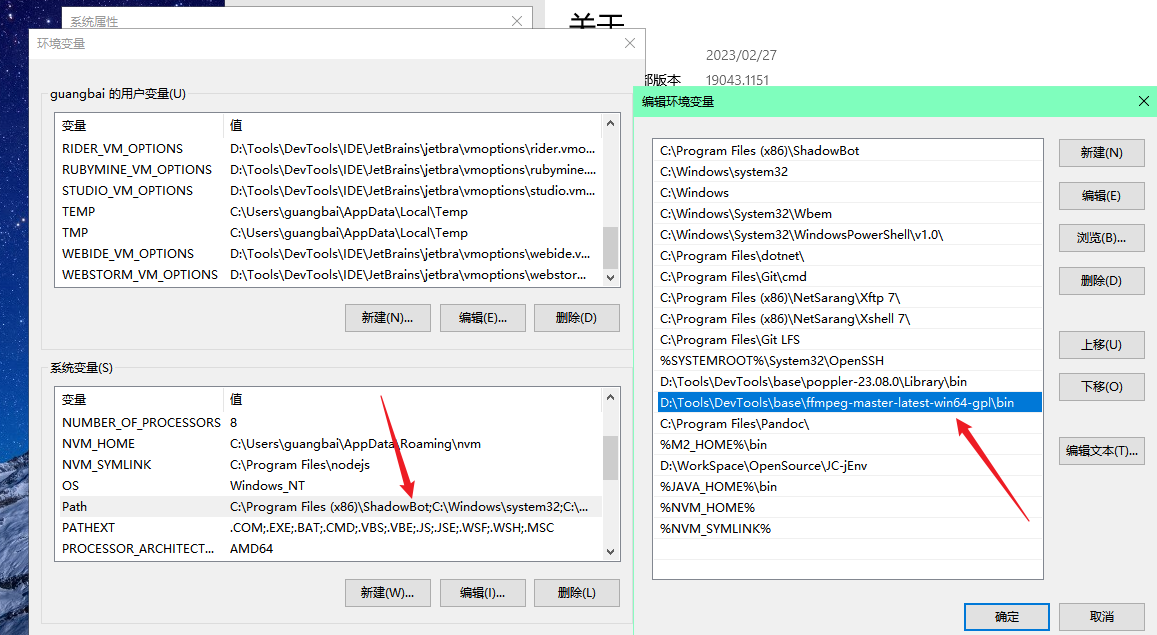 系统属性
关于
2023/02/27
部版本 19043.1151
环境变量
guangbai 的用户变量(U)
变量 值
RIDER_VM_OPTIONS D:\Tools\DevTools\IDE\JetBrains\jetbra\vmoptions\rider.vmo...
RUBYMINE_VM_OPTIONS D:\Tools\DevTools\IDE\JetBrains\jetbra\vmoptions\rubymine....
STUDIO_VM_OPTIONS D:\Tools\DevTools\IDE\JetBrains\jetbra\vmoptions\studio.vm...
TEMP C:\Users\guangbai\AppData\Local\Temp
TMP C:\Users\guangbai\AppData\Local\Temp
WEBIDE_VM_OPTIONS D:\Tools\DevTools\IDE\JetBrains\jetbra\vmoptions\webide.v...
WEBSTORM_VM_OPTIONS D:\Tools\DevTools\IDE\JetBrains\jetbra\vmoptions\webstor...
新建(N)... 编辑(E)... 删除(D)
系统变量(S)
变量 值
NUMBER_OF_PROCESSORS 8
NVM_HOME C:\Users\guangbai\AppData\Roaming\nvm
NVM_SYMLINK C:\Program Files\nodejs
OS Windows_NT
Path C:\Program Files (x86)\ShadowBot;C:\Windows\system32;C:\...
PATHEXT .COM;.EXE;.BAT;.CMD;.VBS;.VBE;.JS;.JSE;.WSF;.WSH;.MSC
PROCESSOR_ARCHITECT... AMD64
新建(W)... 编辑(I)... 删除(L)
编辑环境变量
C:\Program Files (x86)\ShadowBot
C:\Windows\system32
C:\Windows
C:\Windows\System32\Wbem
C:\Windows\System32\WindowsPowerShell\v1.0\
C:\Program Files\dotnet\
C:\Program Files\Git\cmd
C:\Program Files (x86)\NetSarang\Xftp 7\
C:\Program Files (x86)\NetSarang\Xshell 7\
C:\Program Files\Git LFS
%SYSTEMROOT%\System32\OpenSSH
D:\Tools\DevTools\base\poppler-23.08.0\Library\bin
D:\Tools\DevTools\base\ffmpeg-master-latest-win64-gpl\bin
C:\Program Files\Pandoc\
%M2_HOME%\bin
D:\WorkSpace\OpenSource\JC-jEnv
%JAVA_HOME%\bin
%NVM_HOME%
%NVM_SYMLINK%
新建(N)
编辑(E)
浏览(B)...
删除(D)
上移(U)
下移(O)
编辑文本(T)...
确定 取消